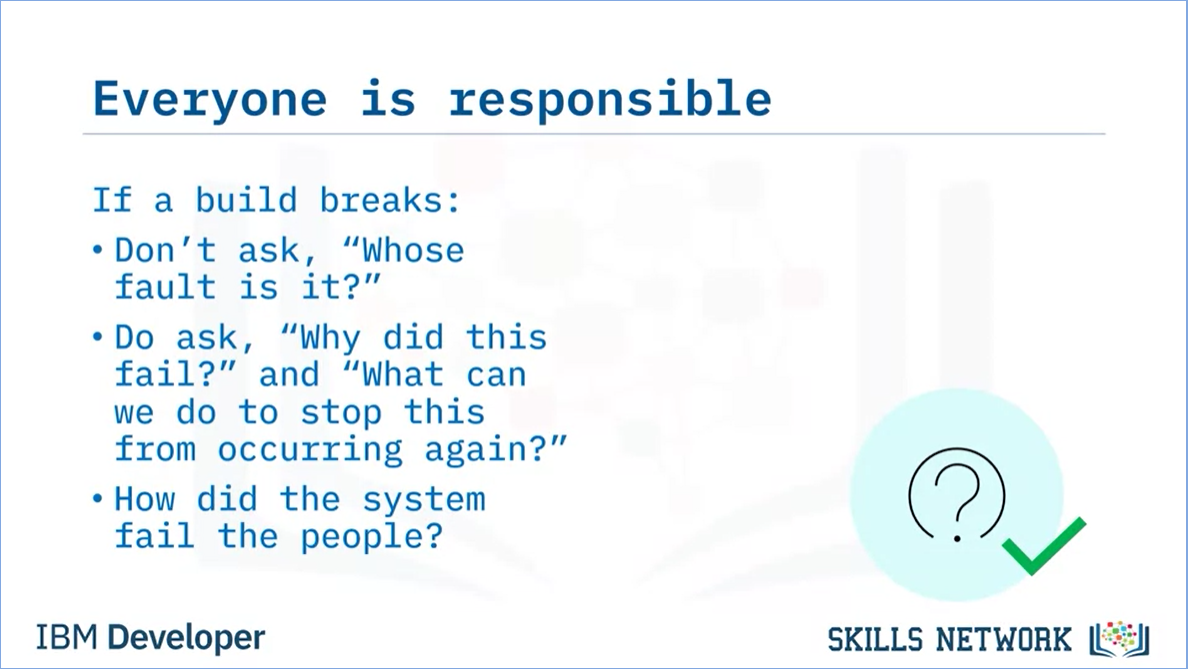 Everyone is responsible
If a build breaks:
• Don’t ask, “Whose
fault is it?”
• Do ask, “Why did this
fail?” and “What can
we do to stop this
from occurring again?”
• How did the system
fail the people?
IBM Developer
SKILLS NETWORK